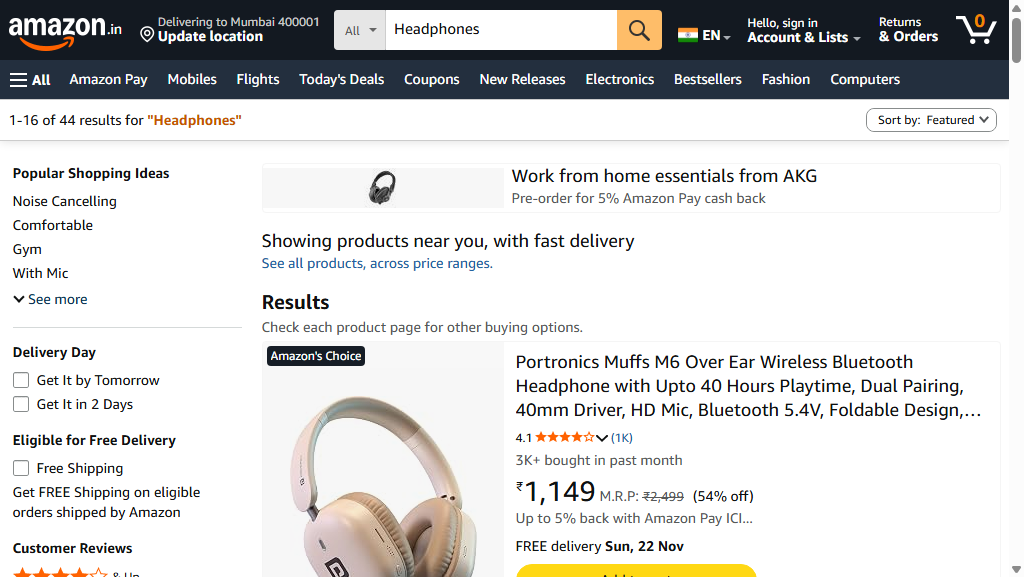 amazon.in
Delivering to Mumbai 400001
Update location
All
Headphones
EN
Hello, sign in
Account & Lists
Returns
& Orders
0
All
Amazon Pay
Mobiles
Flights
Today's Deals
Coupons
New Releases
Electronics
Bestsellers
Fashion
Computers
1-16 of 44 results for "Headphones"
Sort by: Featured
Popular Shopping Ideas
Noise Cancelling
Comfortable
Gym
With Mic
See more
Delivery Day
Get It by Tomorrow
Get It in 2 Days
Eligible for Free Delivery
Free Shipping
Get FREE Shipping on eligible
orders shipped by Amazon
Customer Reviews
& Up
Work from home essentials from AKG
Pre-order for 5% Amazon Pay cash back
Showing products near you, with fast delivery
See all products, across price ranges.
Results
Check each product page for other buying options.
Amazon's Choice
Portronics Muffs M6 Over Ear Wireless Bluetooth
Headphone with Upto 40 Hours Playtime, Dual Pairing,
40mm Driver, HD Mic, Bluetooth 5.4V, Foldable Design,...
4.1 (1K)
3K+ bought in past month
₹1,149 M.R.P: ₹2,499 (54% off)
Up to 5% back with Amazon Pay ICI...
FREE delivery Sun, 22 Nov